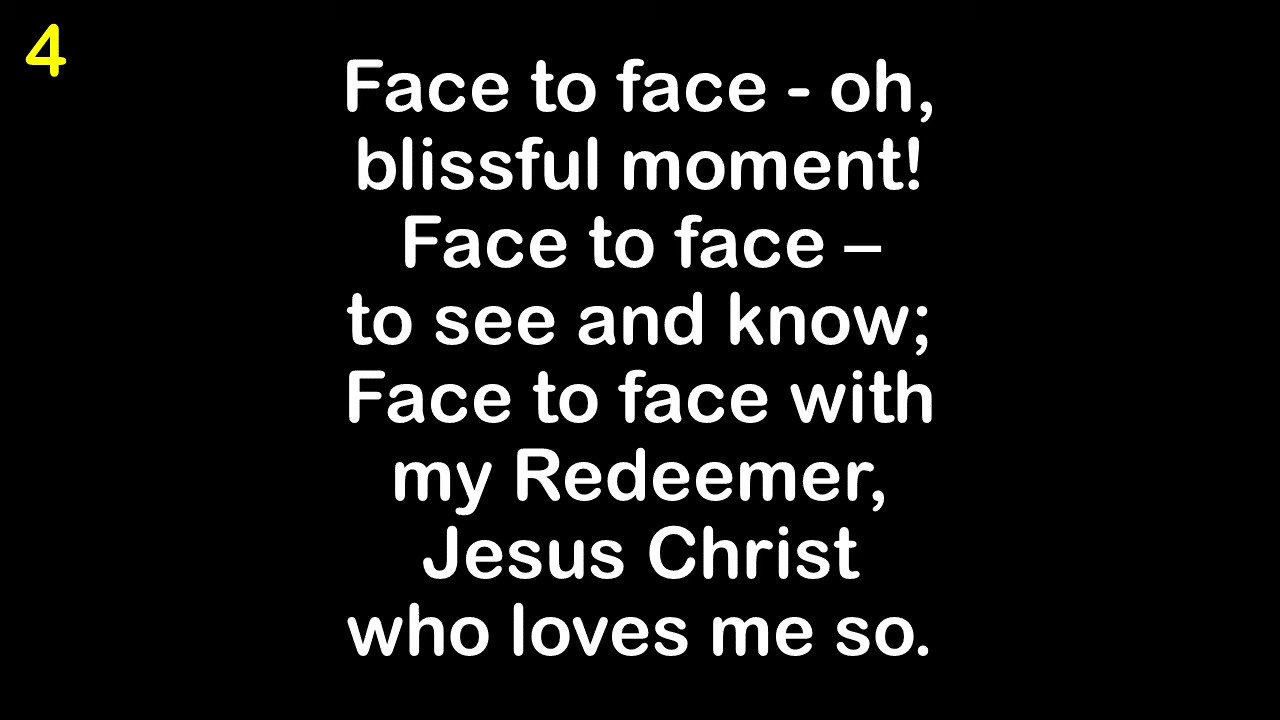 4
Face to face - oh,
blissful moment!
Face to face –
to see and know;
Face to face with
my Redeemer,
Jesus Christ
who loves me so.